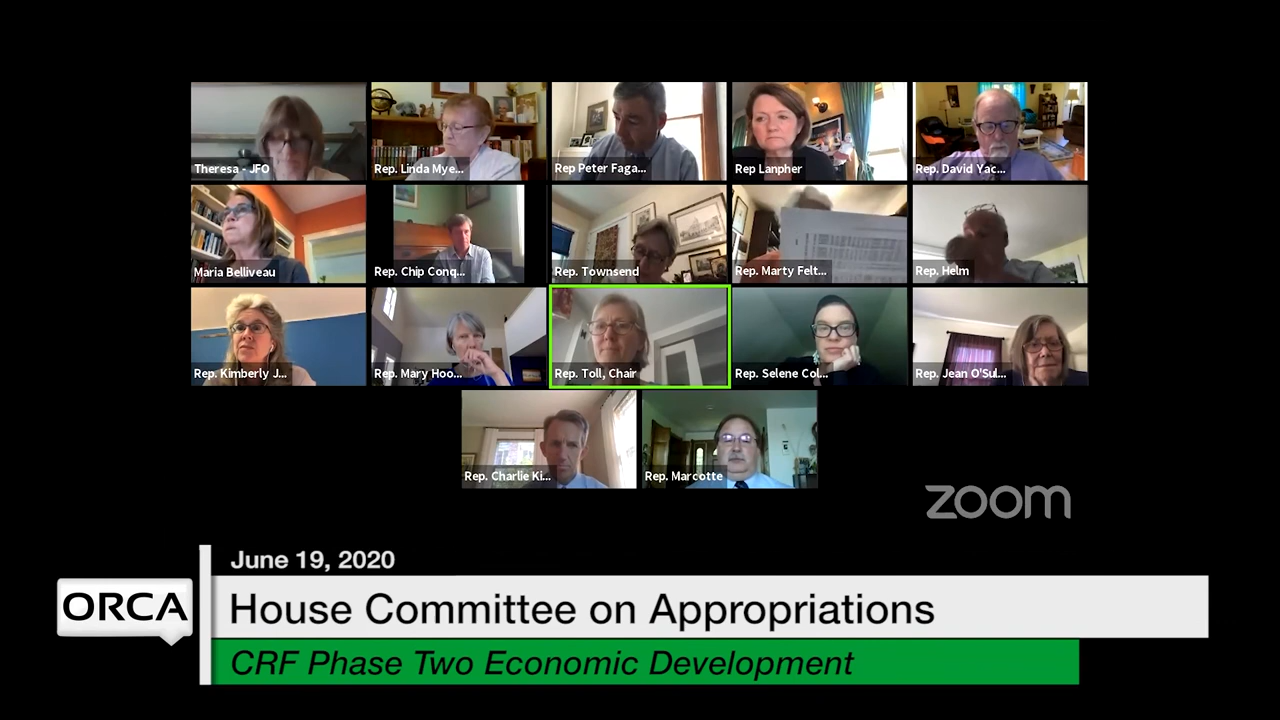 Theresa - JFO
Rep. Linda Mye...
Rep Peter Faga...
Rep Lanpher
Rep. David Yac...
Maria Belliveau
Rep. Chip Conq...
Rep. Townsend
Rep. Marty Felt...
Rep. Helm
Rep. Kimberly J...
Rep. Mary Hoo...
Rep. Toll, Chair
Rep. Selene Col...
Rep. Jean O'Sul...
Rep. Charlie Ki...
Rep. Marcotte
zoom
June 19, 2020
ORCA
House Committee on Appropriations
CRF Phase Two Economic Development